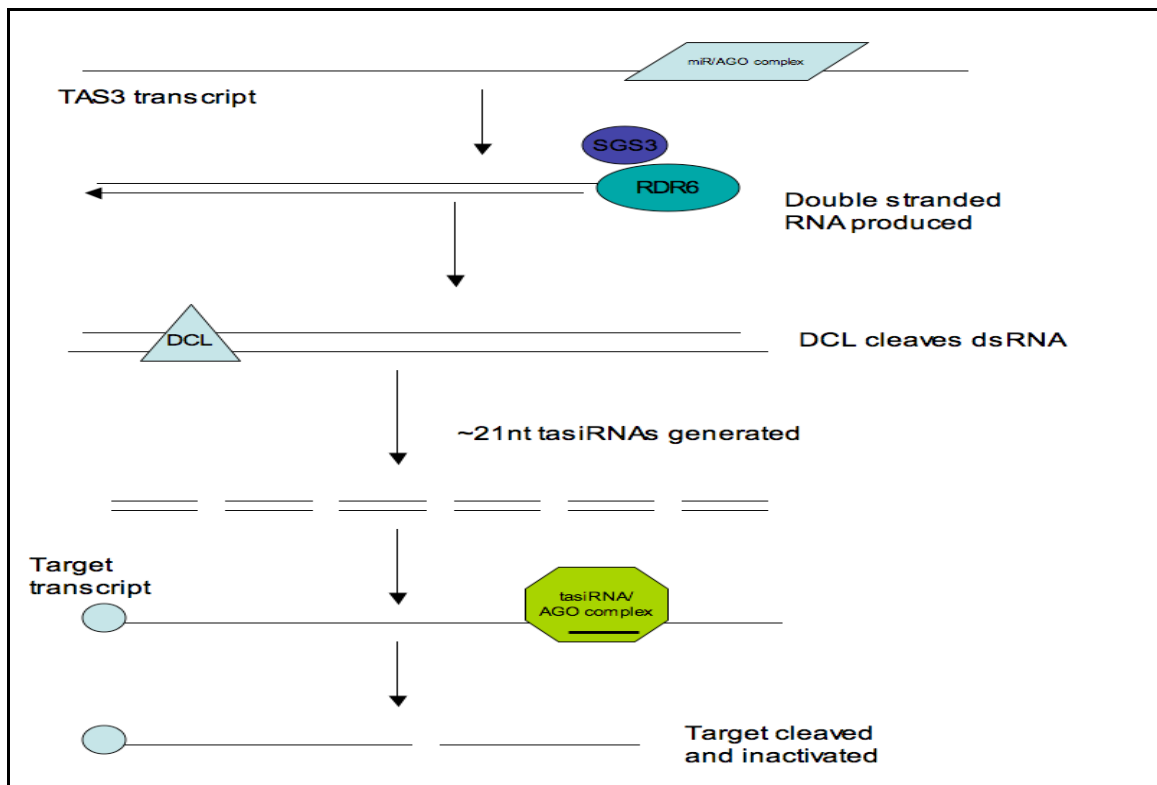 miR/AGO complex
TAS3 transcript
SGS3
RDR6
Double stranded
RNA produced
DCL
DCL cleaves dsRNA
~21nt tasiRNAs generated
Target
transcript
tasiRNA/
AGO complex
Target cleaved
and inactivated